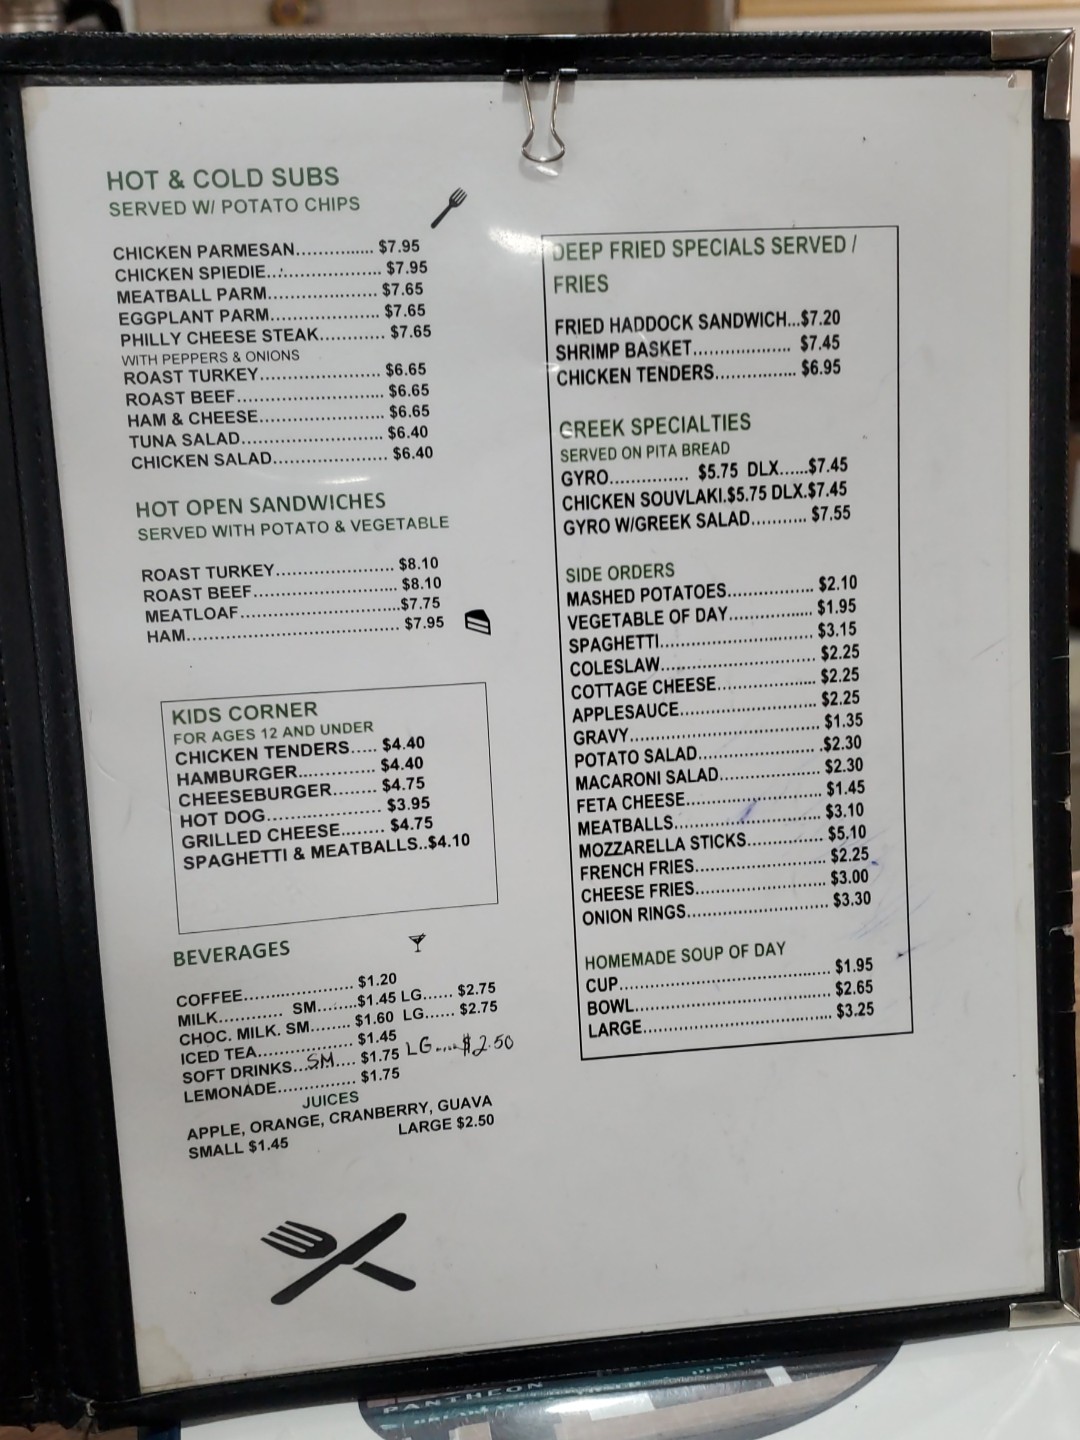 HOT & COLD SUBS
SERVED W/ POTATO CHIPS
CHICKEN PARMESAN.............. $7.95
CHICKEN SPIEDIE..................... $7.95
MEATBALL PARM.................... $7.65
EGGPLANT PARM.................... $7.65
PHILLY CHEESE STEAK............ $7.65
WITH PEPPERS & ONIONS
ROAST TURKEY...................... $6.65
ROAST BEEF........................... $6.65
HAM & CHEESE....................... $6.65
TUNA SALAD.......................... $6.40
CHICKEN SALAD..................... $6.40
HOT OPEN SANDWICHES
SERVED WITH POTATO & VEGETABLE
ROAST TURKEY...................... $8.10
ROAST BEEF........................... $8.10
MEATLOAF.............................$7.75
HAM....................................... $7.95
KIDS CORNER
FOR AGES 12 AND UNDER
CHICKEN TENDERS..... $4.40
HAMBURGER.............. $4.40
CHEESEBURGER........ $4.75
HOT DOG..................... $3.95
GRILLED CHEESE........ $4.75
SPAGHETTI & MEATBALLS..$4.10
BEVERAGES
COFFEE.................... $1.20
MILK............ SM.......$1.45 LG...... $2.75
CHOC. MILK. SM....... $1.60 LG...... $2.75
ICED TEA.................. $1.45
SOFT DRINKS...SM.... $1.75 LG.....$2.50
LEMONADE.............. $1.75
JUICES
APPLE, ORANGE, CRANBERRY, GUAVA
SMALL $1.45 LARGE $2.50
DEEP FRIED SPECIALS SERVED /
FRIES
FRIED HADDOCK SANDWICH...$7.20
SHRIMP BASKET................... $7.45
CHICKEN TENDERS............... $6.95
GREEK SPECIALTIES
SERVED ON PITA BREAD
GYRO............... $5.75 DLX......$7.45
CHICKEN SOUVLAKI.$5.75 DLX.$7.45
GYRO W/GREEK SALAD........... $7.55
SIDE ORDERS
MASHED POTATOES................. $2.10
VEGETABLE OF DAY................ $1.95
SPAGHETTI.............................. $3.15
COLESLAW.............................. $2.25
COTTAGE CHEESE................... $2.25
APPLESAUCE.......................... $2.25
GRAVY.....................................$1.35
POTATO SALAD....................... .$2.30
MACARONI SALAD................... $2.30
FETA CHEESE.......................... $1.45
MEATBALLS............................ $3.10
MOZZARELLA STICKS.............. $5.10
FRENCH FRIES........................ $2.25
CHEESE FRIES......................... $3.00
ONION RINGS........................... $3.30
HOMEMADE SOUP OF DAY
CUP......................................... $1.95
BOWL...................................... $2.65
LARGE.................................... $3.25
PANTHEON